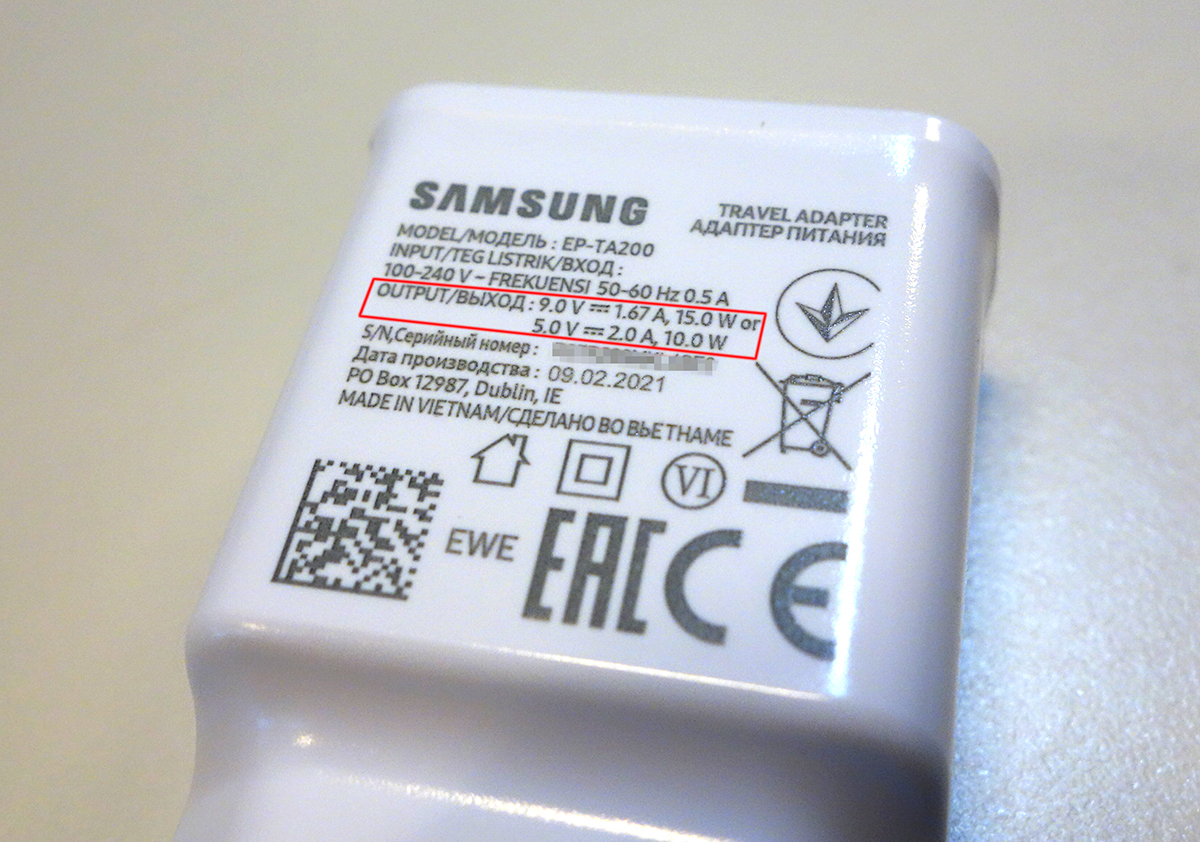 SAMSUNG
TRAVEL ADAPTER
АДАПТЕР ПИТАНИЯ
MODEL/МОДЕЛЬ : EP-TA200
INPUT/TEG LISTRIK/ВХОД :
100-240 V ~ FREKUENSI 50-60 Hz 0.5 A
OUTPUT/ВЫХОД : 9.0 V ⎓ 1.67 A, 15.0 W or
5.0 V ⎓ 2.0 A, 10.0 W
S/N,Серийный номер :
Дата производства : 09.02.2021
PO Box 12987, Dublin, IE
MADE IN VIETNAM/СДЕЛАНО ВО ВЬЕТНАМЕ
VI
EWE
EAC
CE